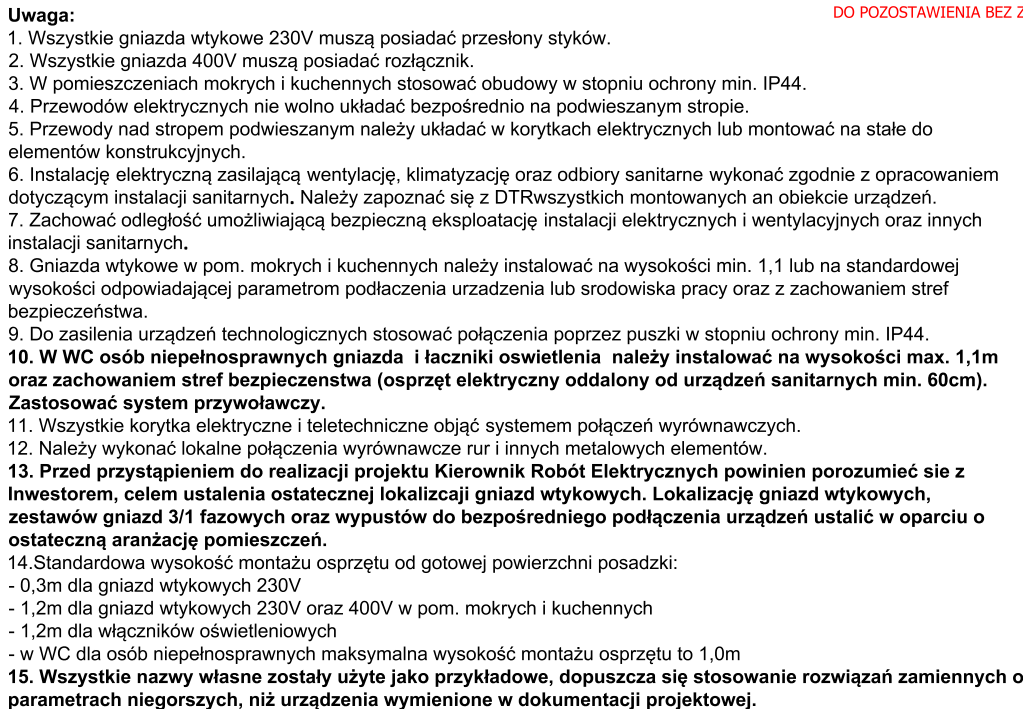 Uwaga:
DO POZOSTAWIENIA BEZ Z
1. Wszystkie gniazda wtykowe 230V muszą posiadać przesłony styków.
2. Wszystkie gniazda 400V muszą posiadać rozłącznik.
3. W pomieszczeniach mokrych i kuchennych stosować obudowy w stopniu ochrony min. IP44.
4. Przewodów elektrycznych nie wolno układać bezpośrednio na podwieszanym stropie.
5. Przewody nad stropem podwieszanym należy układać w korytkach elektrycznych lub montować na stałe do
elementów konstrukcyjnych.
6. Instalację elektryczną zasilającą wentylację, klimatyzację oraz odbiory sanitarne wykonać zgodnie z opracowaniem
dotyczącym instalacji sanitarnych. Należy zapoznać się z DTRwszystkich montowanych an obiekcie urządzeń.
7. Zachować odległość umożliwiającą bezpieczną eksploatację instalacji elektrycznych i wentylacyjnych oraz innych
instalacji sanitarnych.
8. Gniazda wtykowe w pom. mokrych i kuchennych należy instalować na wysokości min. 1,1 lub na standardowej
wysokości odpowiadającej parametrom podłaczenia urzadzenia lub srodowiska pracy oraz z zachowaniem stref
bezpieczeństwa.
9. Do zasilenia urządzeń technologicznych stosować połączenia poprzez puszki w stopniu ochrony min. IP44.
10. W WC osób niepełnosprawnych gniazda i łaczniki oswietlenia należy instalować na wysokości max. 1,1m
oraz zachowaniem stref bezpieczenstwa (osprzęt elektryczny oddalony od urządzeń sanitarnych min. 60cm).
Zastosować system przywoławczy.
11. Wszystkie korytka elektryczne i teletechniczne objąć systemem połączeń wyrównawczych.
12. Należy wykonać lokalne połączenia wyrównawcze rur i innych metalowych elementów.
13. Przed przystąpieniem do realizacji projektu Kierownik Robót Elektrycznych powinien porozumieć sie z
Inwestorem, celem ustalenia ostatecznej lokalizcaji gniazd wtykowych. Lokalizację gniazd wtykowych,
zestawów gniazd 3/1 fazowych oraz wypustów do bezpośredniego podłączenia urządzeń ustalić w oparciu o
ostateczną aranżację pomieszczeń.
14.Standardowa wysokość montażu osprzętu od gotowej powierzchni posadzki:
- 0,3m dla gniazd wtykowych 230V
- 1,2m dla gniazd wtykowych 230V oraz 400V w pom. mokrych i kuchennych
- 1,2m dla włączników oświetleniowych
- w WC dla osób niepełnosprawnych maksymalna wysokość montażu osprzętu to 1,0m
15. Wszystkie nazwy własne zostały użyte jako przykładowe, dopuszcza się stosowanie rozwiązań zamiennych o
parametrach niegorszych, niż urządzenia wymienione w dokumentacji projektowej.